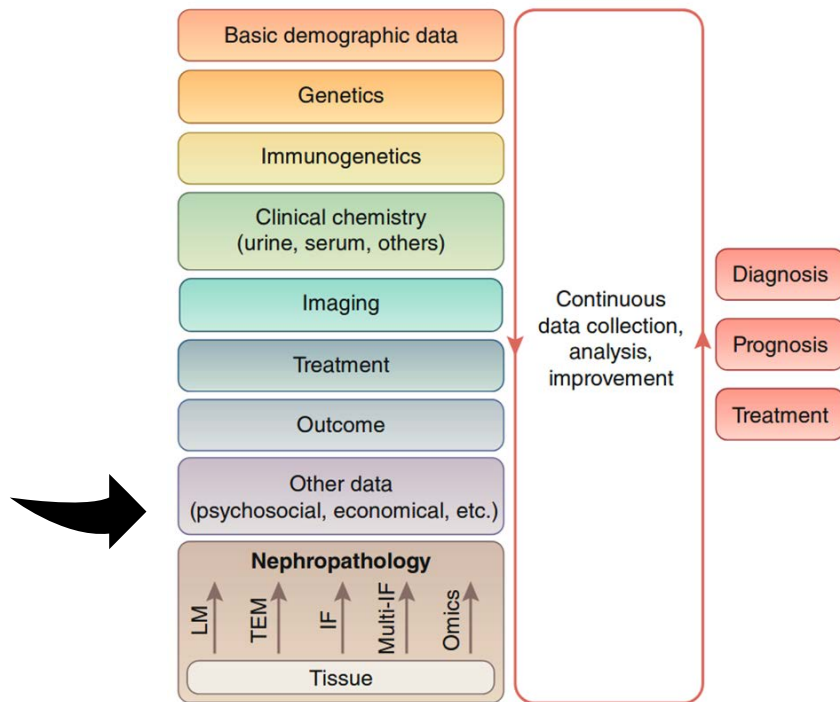 Basic demographic data
Genetics
Immunogenetics
Clinical chemistry
(urine, serum, others)
Imaging
Treatment
Outcome
Other data
(psychosocial, economical, etc.)
Nephropathology
LM
TEM
IF
Multi-IF
Omics
Tissue
Continuous
data collection,
analysis,
improvement
Diagnosis
Prognosis
Treatment